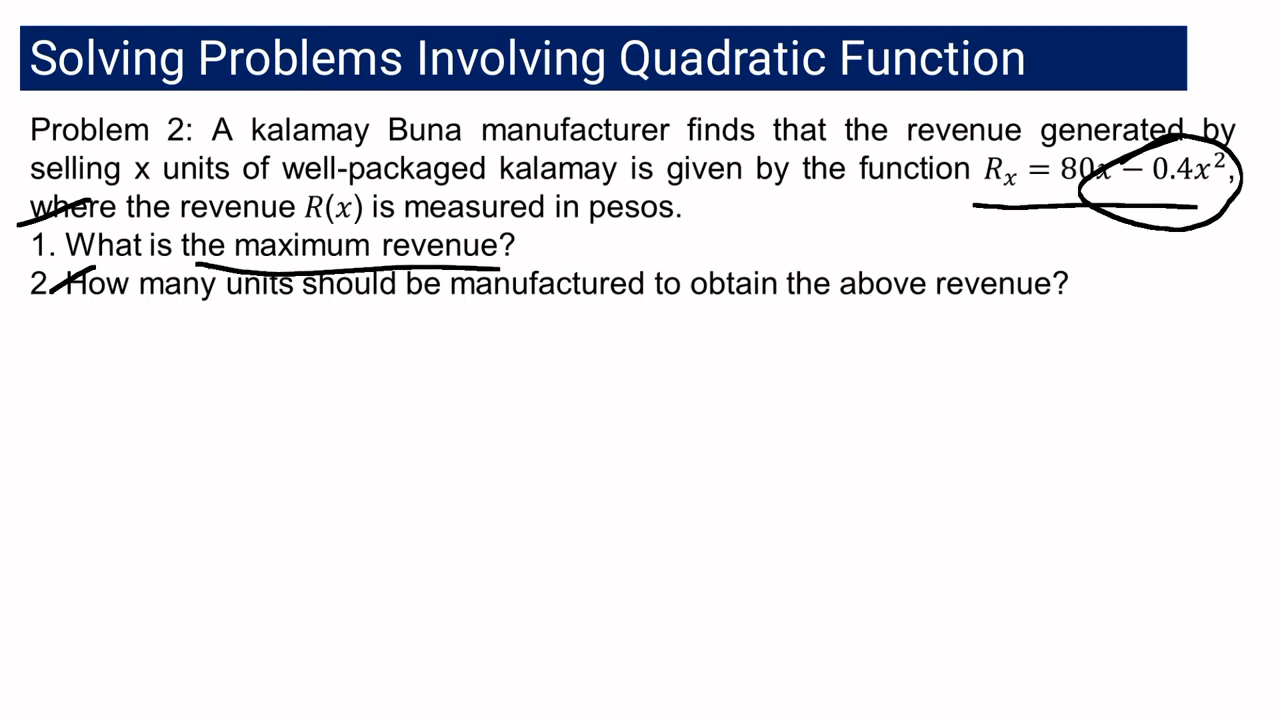 Solving Problems Involving Quadratic Function
Problem 2: A kalamay Buna manufacturer finds that the revenue generated by
selling x units of well-packaged kalamay is given by the function Rₓ = 80x − 0.4x²,
where the revenue R(x) is measured in pesos.
1. What is the maximum revenue?
2. How many units should be manufactured to obtain the above revenue?